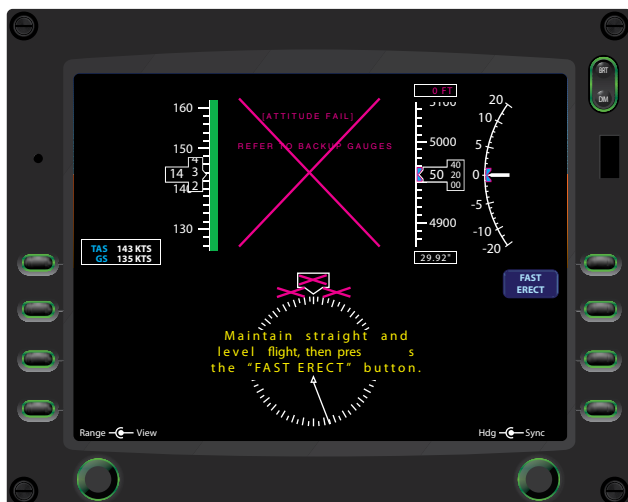 BRT
DIM
0 FT
20
10
5
0
-5
-10
-20
160
150
140
130
14
4
3
2
[ATTITUDE FAIL]
REFER TO BACKUP GAUGES
5100
5000
4900
50
40
20
00
29.92"
TAS 143 KTS
GS 135 KTS
FAST
ERECT
Maintain straight and
level flight, then pres s
the “FAST ERECT” button.
Range View
Hdg Sync